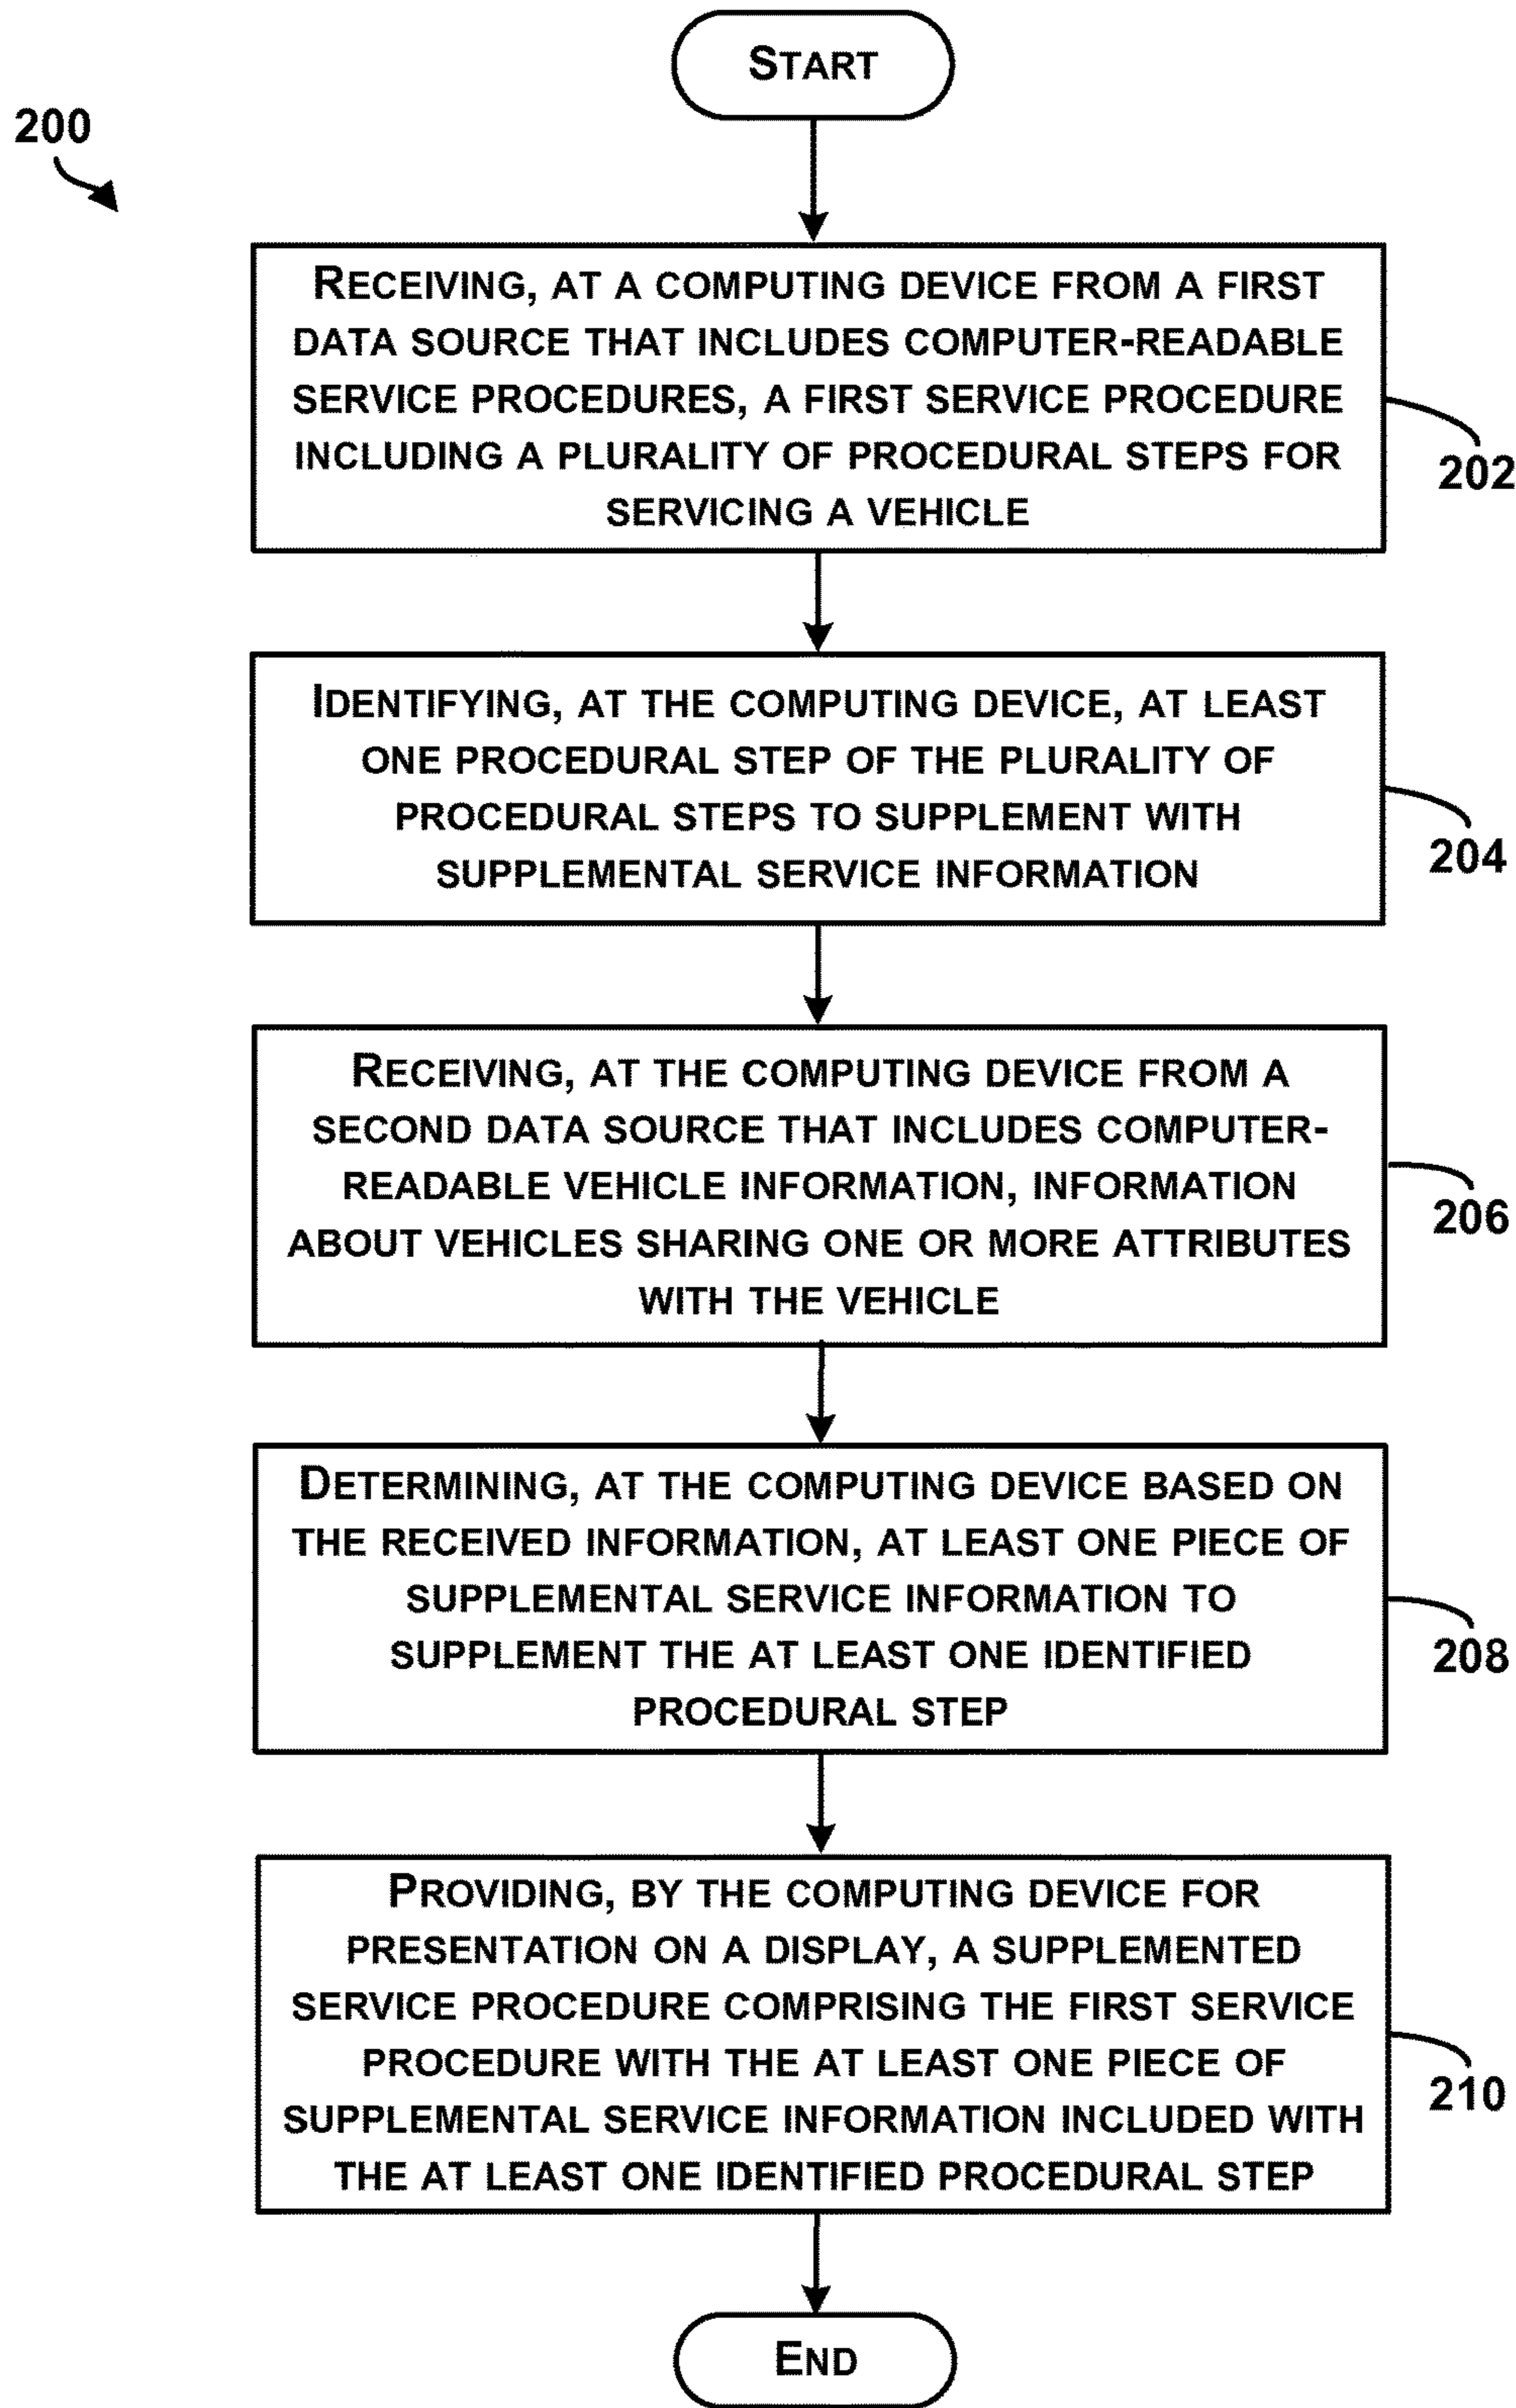 START
200
RECEIVING, AT A COMPUTING DEVICE FROM A FIRST
DATA SOURCE THAT INCLUDES COMPUTER-READABLE
SERVICE PROCEDURES, A FIRST SERVICE PROCEDURE
INCLUDING A PLURALITY OF PROCEDURAL STEPS FOR
SERVICING A VEHICLE
202
IDENTIFYING, AT THE COMPUTING DEVICE, AT LEAST
ONE PROCEDURAL STEP OF THE PLURALITY OF
PROCEDURAL STEPS TO SUPPLEMENT WITH
SUPPLEMENTAL SERVICE INFORMATION
204
RECEIVING, AT THE COMPUTING DEVICE FROM A
SECOND DATA SOURCE THAT INCLUDES COMPUTER-
READABLE VEHICLE INFORMATION, INFORMATION
ABOUT VEHICLES SHARING ONE OR MORE ATTRIBUTES
WITH THE VEHICLE
206
DETERMINING, AT THE COMPUTING DEVICE BASED ON
THE RECEIVED INFORMATION, AT LEAST ONE PIECE OF
SUPPLEMENTAL SERVICE INFORMATION TO
SUPPLEMENT THE AT LEAST ONE IDENTIFIED
PROCEDURAL STEP
208
PROVIDING, BY THE COMPUTING DEVICE FOR
PRESENTATION ON A DISPLAY, A SUPPLEMENTED
SERVICE PROCEDURE COMPRISING THE FIRST SERVICE
PROCEDURE WITH THE AT LEAST ONE PIECE OF
SUPPLEMENTAL SERVICE INFORMATION INCLUDED WITH
THE AT LEAST ONE IDENTIFIED PROCEDURAL STEP
210
END